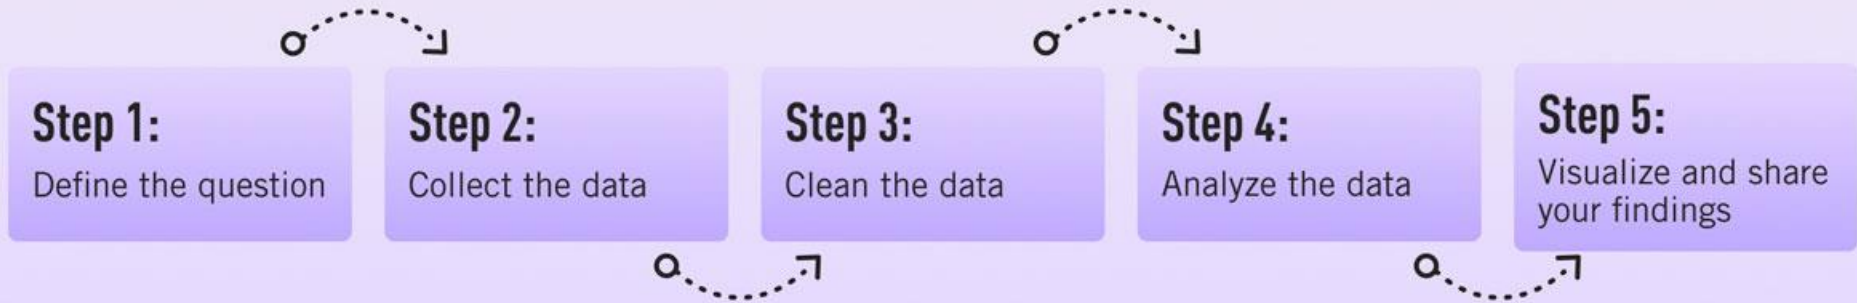 Step 1:
Define the question
Step 2:
Collect the data
Step 3:
Clean the data
Step 4:
Analyze the data
Step 5:
Visualize and share
your findings